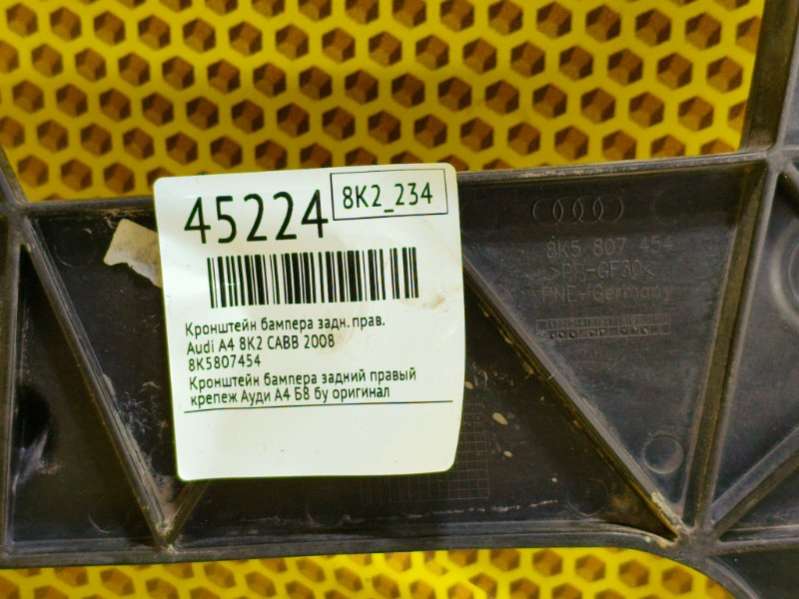 45224
8K2_234
Кронштейн бампера задн. прав.
Audi A4 8K2 CABB 2008
8K5807454
Кронштейн бампера задний правый
крепеж Ауди А4 Б8 бу оригинал
8K5 807 454
>PP-GF30<
PNE-Germany